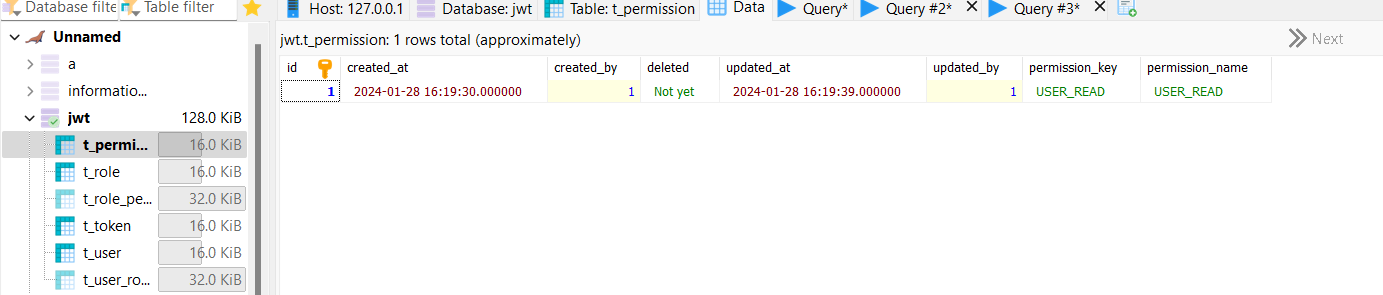 Database filte Table filter
Host: 127.0.0.1 Database: jwt Table: t_permission Data Query* Query #2* Query #3*
Unnamed
a
informatio...
jwt 128.0 KiB
t_permi... 16.0 KiB
t_role 16.0 KiB
t_role_pe... 32.0 KiB
t_token 16.0 KiB
t_user 16.0 KiB
t_user_ro... 32.0 KiB
jwt.t_permission: 1 rows total (approximately) Next
id created_at created_by deleted updated_at updated_by permission_key permission_name
1 2024-01-28 16:19:30.000000 1 Not yet 2024-01-28 16:19:39.000000 1 USER_READ USER_READ